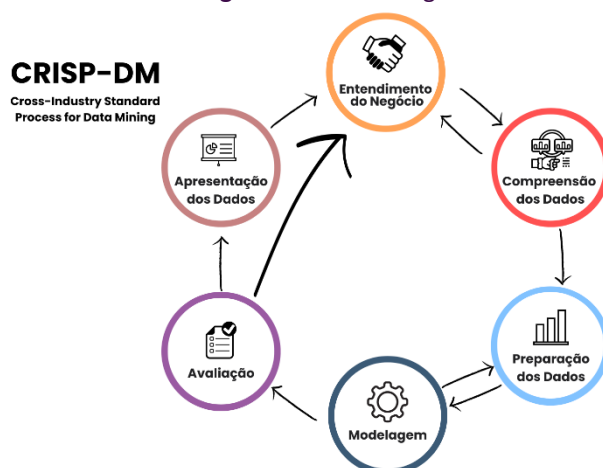 CRISP-DM
Cross-Industry Standard
Process for Data Mining
Entendimento
do Negócio
Compreensão
dos Dados
Preparação
dos Dados
Modelagem
Avaliação
Apresentação
dos Dados